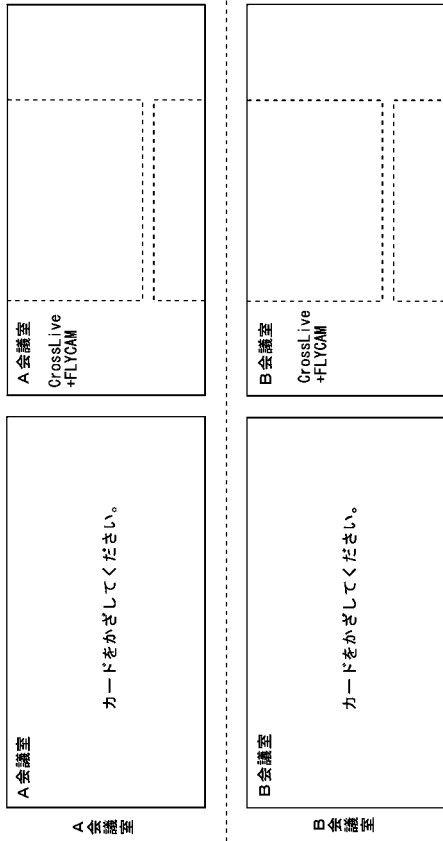 A会議室
A会議室
カードをかざしてください。
A会議室
CrossLive
+FLYCAM
B会議室
B会議室
カードをかざしてください。
B会議室
CrossLive
+FLYCAM